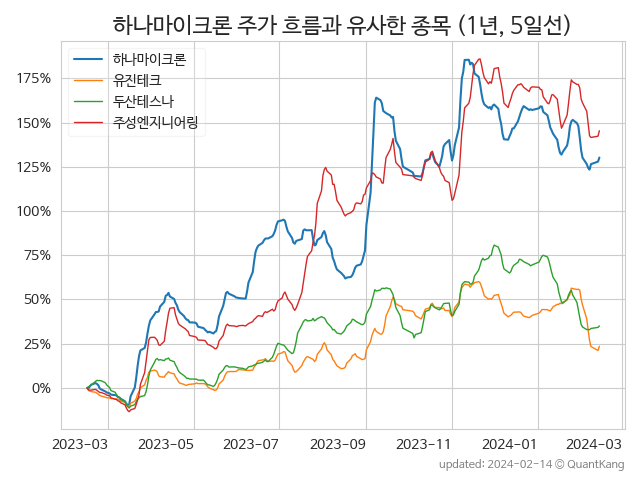 하나마이크론 주가 흐름과 유사한 종목 (1년, 5일선)
하나마이크론
유진테크
두산테스나
주성엔지니어링
175%
150%
125%
100%
75%
50%
25%
0%
2023-03 2023-05 2023-07 2023-09 2023-11 2024-01 2024-03
updated: 2024-02-14 © QuantKang